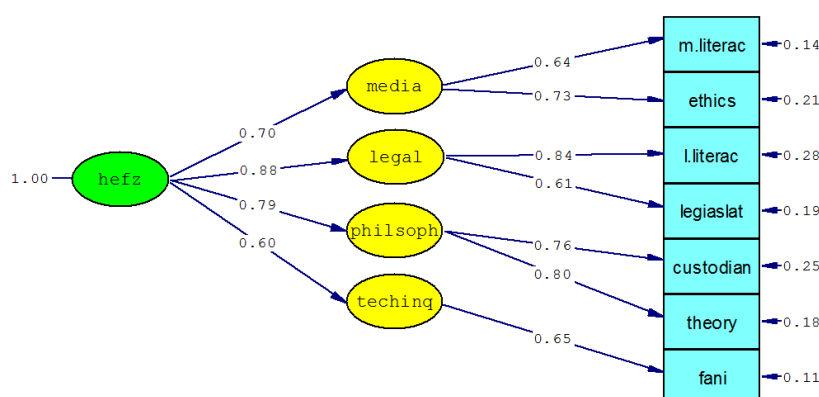 m.literac
0.14
0.64
media
0.73
ethics
0.21
0.70
l.literac
0.28
0.84
legal
0.88
1.00
hefz
0.61
legiaslat
0.19
0.79
philsoph
0.76
custodian
0.25
0.60
0.80
techinq
theory
0.18
0.65
fani
0.11